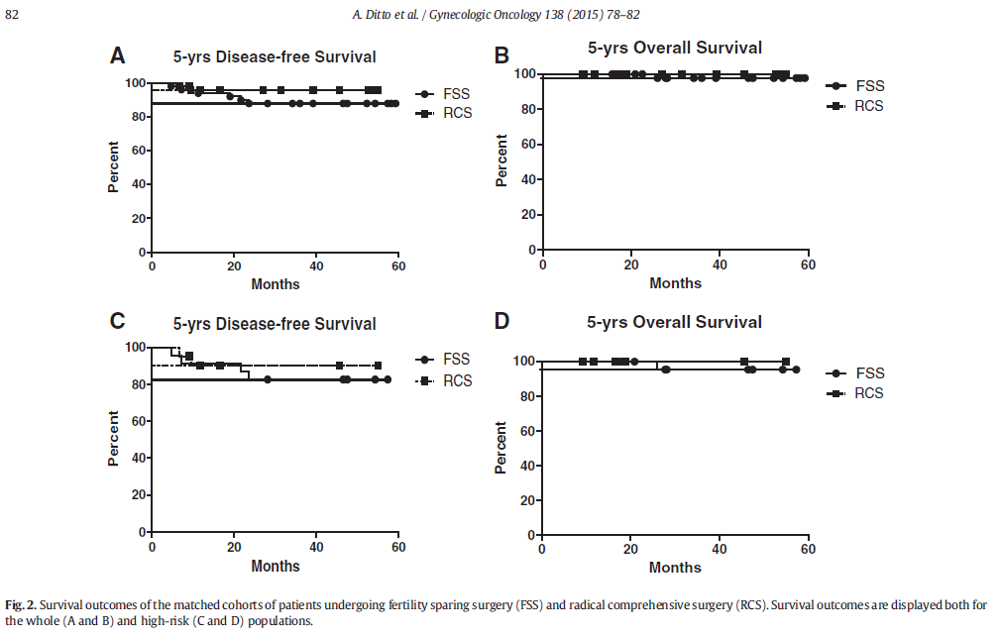 82
A. Ditto et al. / Gynecologic Oncology 138 (2015) 78–82
A
5-yrs Disease-free Survival
100
80
60
40
20
0
Percent
0 20 40 60
Months
FSS
RCS
B
5-yrs Overall Survival
100
80
60
40
20
0
Percent
0 20 40 60
Months
FSS
RCS
C
5-yrs Disease-free Survival
100
80
60
40
20
0
Percent
0 20 40 60
Months
FSS
RCS
D
5-yrs Overall Survival
100
80
60
40
20
0
Percent
0 20 40 60
Months
FSS
RCS
Fig. 2. Survival outcomes of the matched cohorts of patients undergoing fertility sparing surgery (FSS) and radical comprehensive surgery (RCS). Survival outcomes are displayed both for
the whole (A and B) and high-risk (C and D) populations.